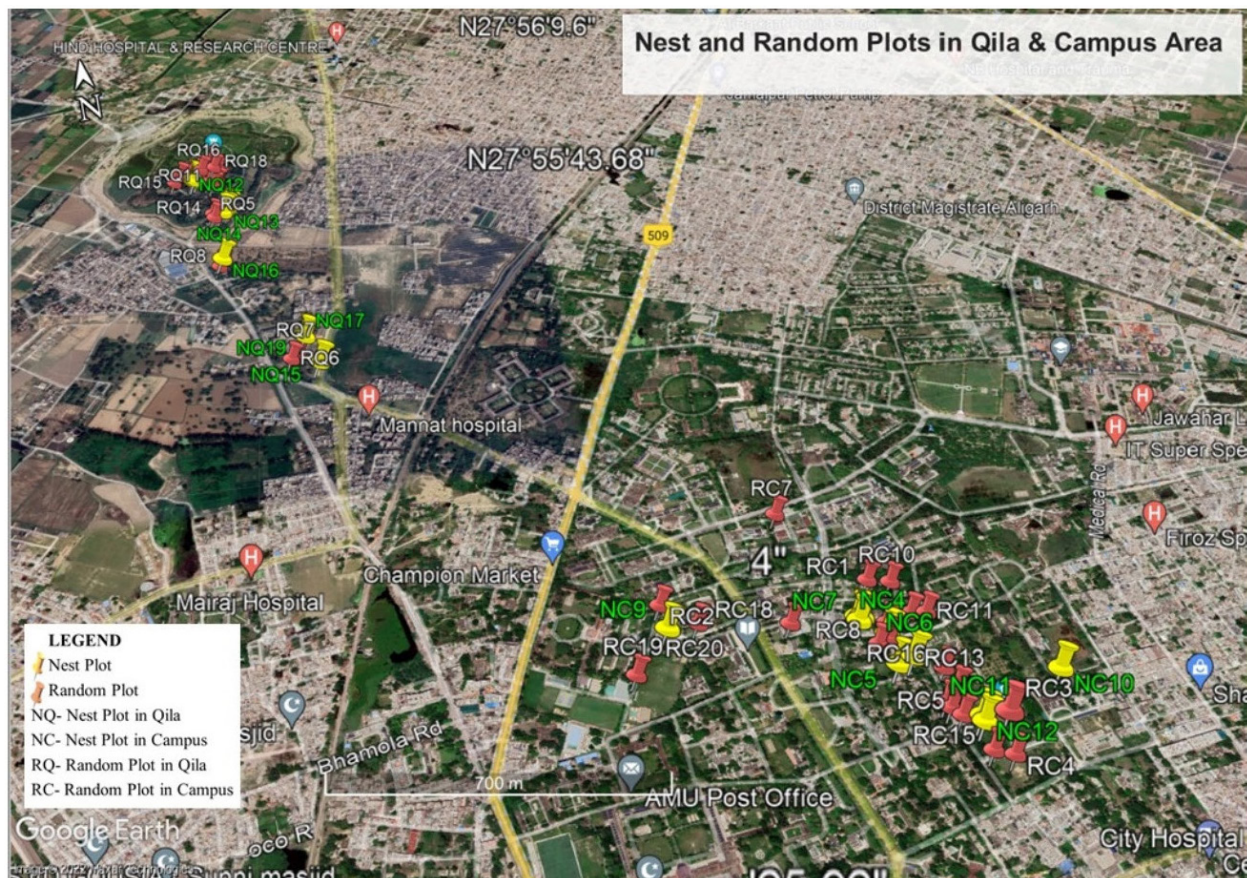 N27°56'9.6"
HIND HOSPITAL & RESEARCH CENTRE
Nest and Random Plots in Qila & Campus Area
N
N27°55'43.68"
RQ16
RQ18
RQ15
RQ11
NQ12
RQ14
RQ5
NQ13
NQ14
RQ8
NQ16
509
District Magistrate Aligarh
RQ7
NQ17
NQ19
RQ6
NQ15
Mannat hospital
Jawahar L
IT Super Spe
Medical Rd
RC7
Firoz Sp
Champion Market
4"
RC1
RC10
Mairaj Hospital
NC9
RC2
RC18
NC7
NC4
RC11
RC8
NC6
RC19
RC20
RC16
RC13
NC5
NC11
RC3
NC10
RC5
Sha
RC15
NC12
RC4
LEGEND
Nest Plot
Random Plot
NQ- Nest Plot in Qila
NC- Nest Plot in Campus
RQ- Random Plot in Qila
RC- Random Plot in Campus
sjid
Bhamola Rd
700 m
AMU Post Office
Google Earth
oco R
City Hospital
Ce